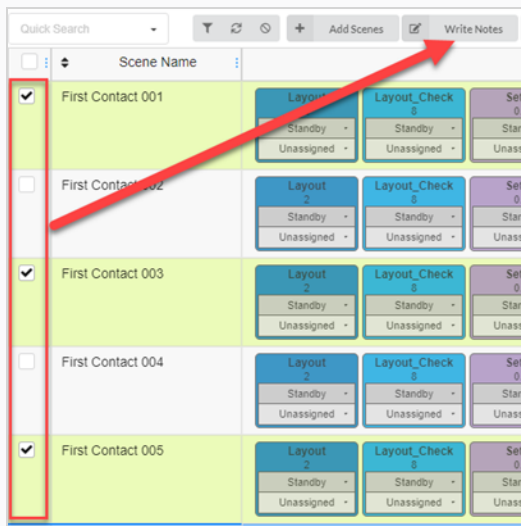 Quick Search
Add Scenes
Write Notes
Scene Name
First Contact 001
Layout
Standby
Unassigned
Layout_Check
8
Standby
Unassigned
First Contact 002
Layout
2
Standby
Unassigned
Layout_Check
8
Standby
Unassigned
First Contact 003
Layout
2
Standby
Unassigned
Layout_Check
8
Standby
Unassigned
First Contact 004
Layout
2
Standby
Unassigned
Layout_Check
8
Standby
Unassigned
First Contact 005
Layout
2
Standby
Unassigned
Layout_Check
8
Standby
Unassigned